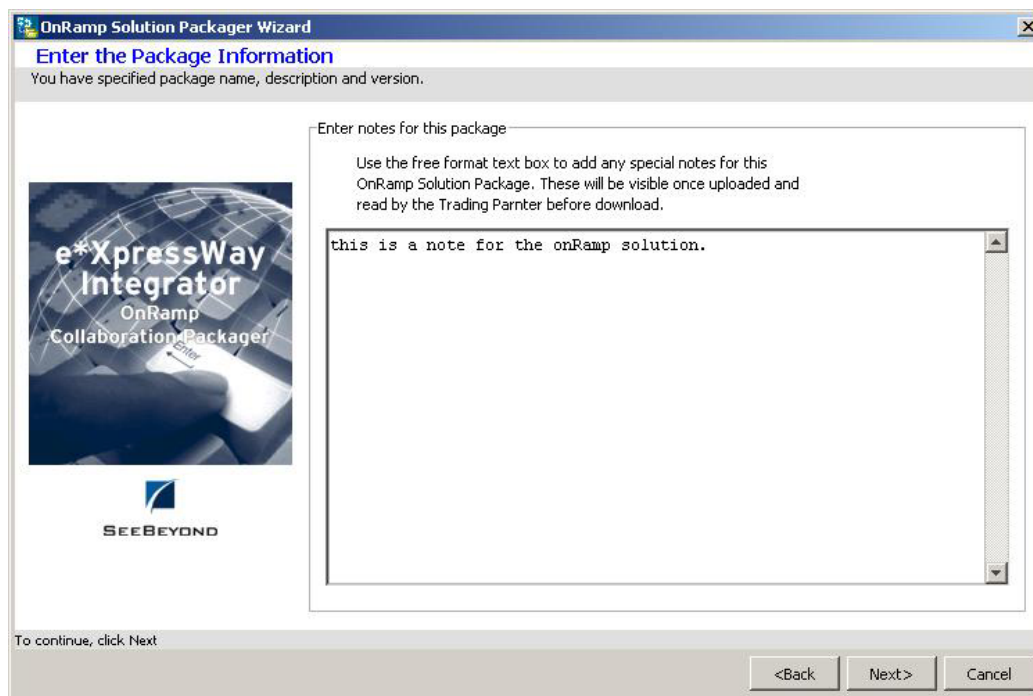 OnRamp Solution Packager Wizard
Enter the Package Information
You have specified package name, description and version.
Enter notes for this package
Use the free format text box to add any special notes for this
OnRamp Solution Package. These will be visible once uploaded and
read by the Trading Parnter before download.
this is a note for the onRamp solution.
e*XpressWay
Integrator
OnRamp
Collaboration Packager
Enter
SEEBEYOND
To continue, click Next
<Back
Next>
Cancel